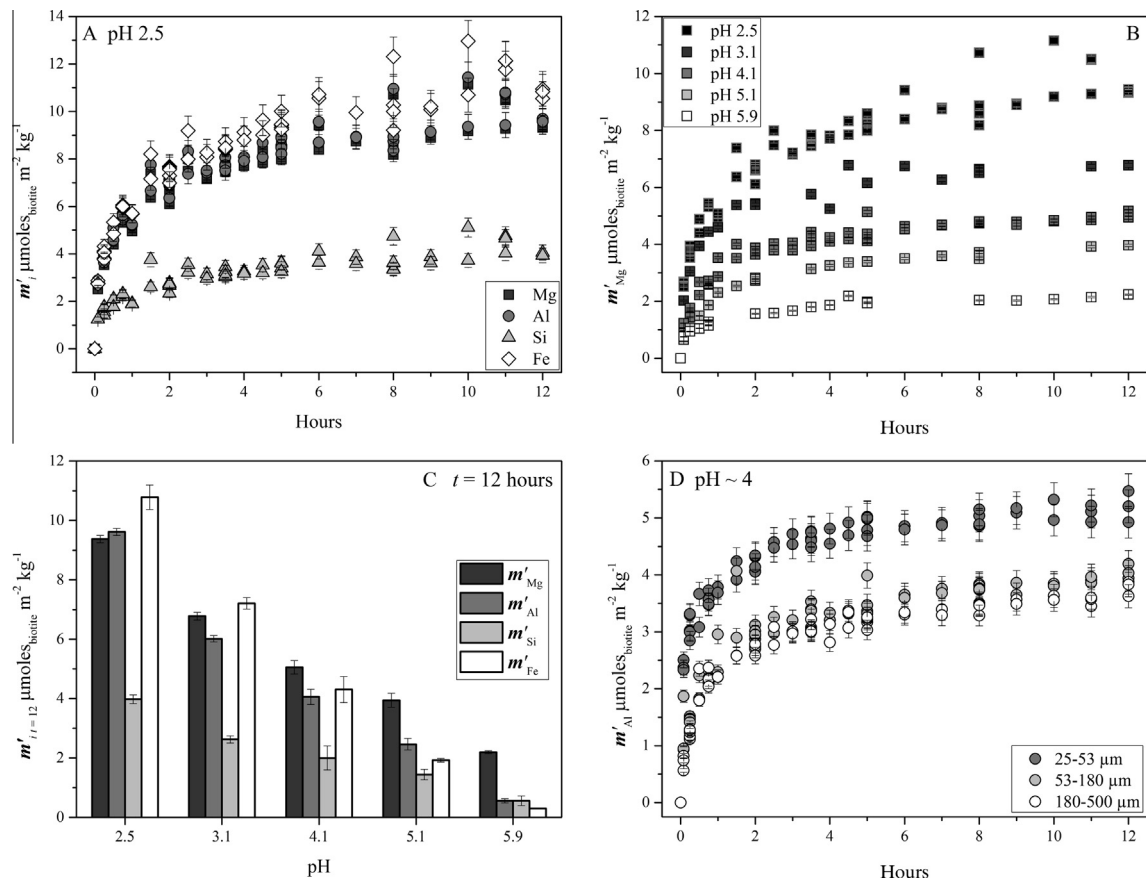 A pH 2.5
12
10
8
6
4
2
0
m′i μmolesbiotite m-2 kg-1
Mg
Al
Si
Fe
0 2 4 6 8 10 12
Hours
B
pH 2.5
pH 3.1
pH 4.1
pH 5.1
pH 5.9
12
10
8
6
4
2
0
m′Mg μmolesbiotite m-2 kg-1
0 2 4 6 8 10 12
Hours
C t = 12 hours
12
10
8
6
4
2
0
m′i t = 12 μmolesbiotite m-2 kg-1
m′Mg
m′Al
m′Si
m′Fe
2.5 3.1 4.1 5.1 5.9
pH
D pH ~ 4
6
5
4
3
2
1
0
m′Al μmolesbiotite m-2 kg-1
25-53 µm
53-180 µm
180-500 µm
0 2 4 6 8 10 12
Hours